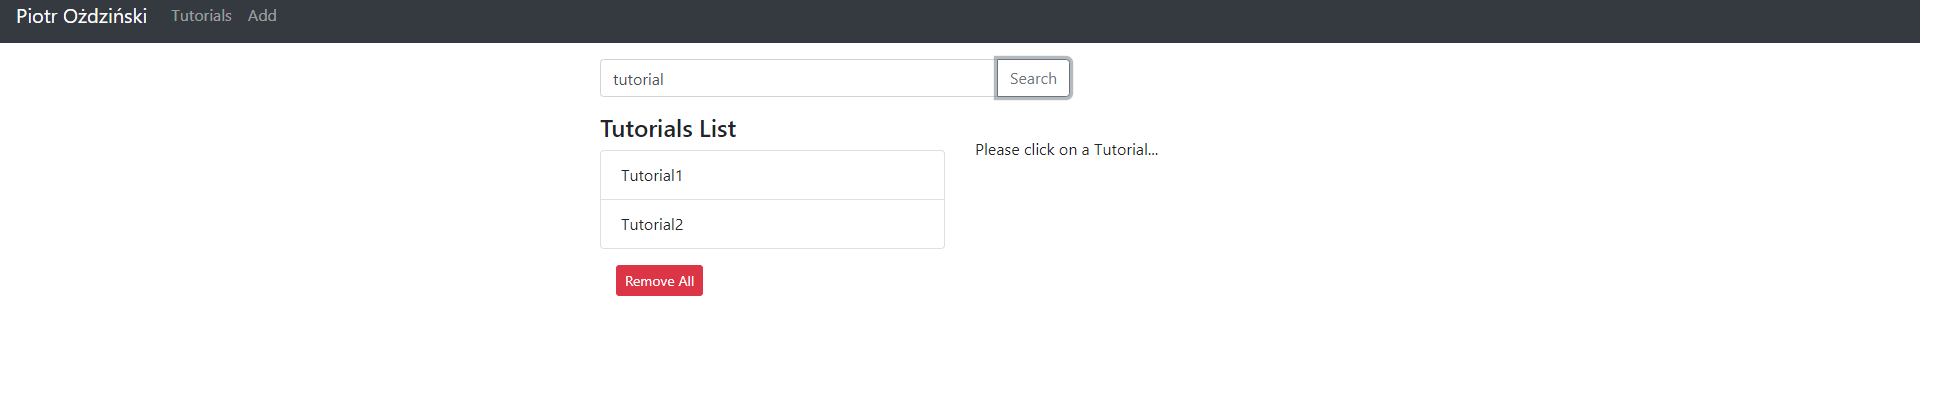 Piotr Ożdziński Tutorials Add
tutorial Search
Tutorials List
Please click on a Tutorial...
Tutorial1
Tutorial2
Remove All